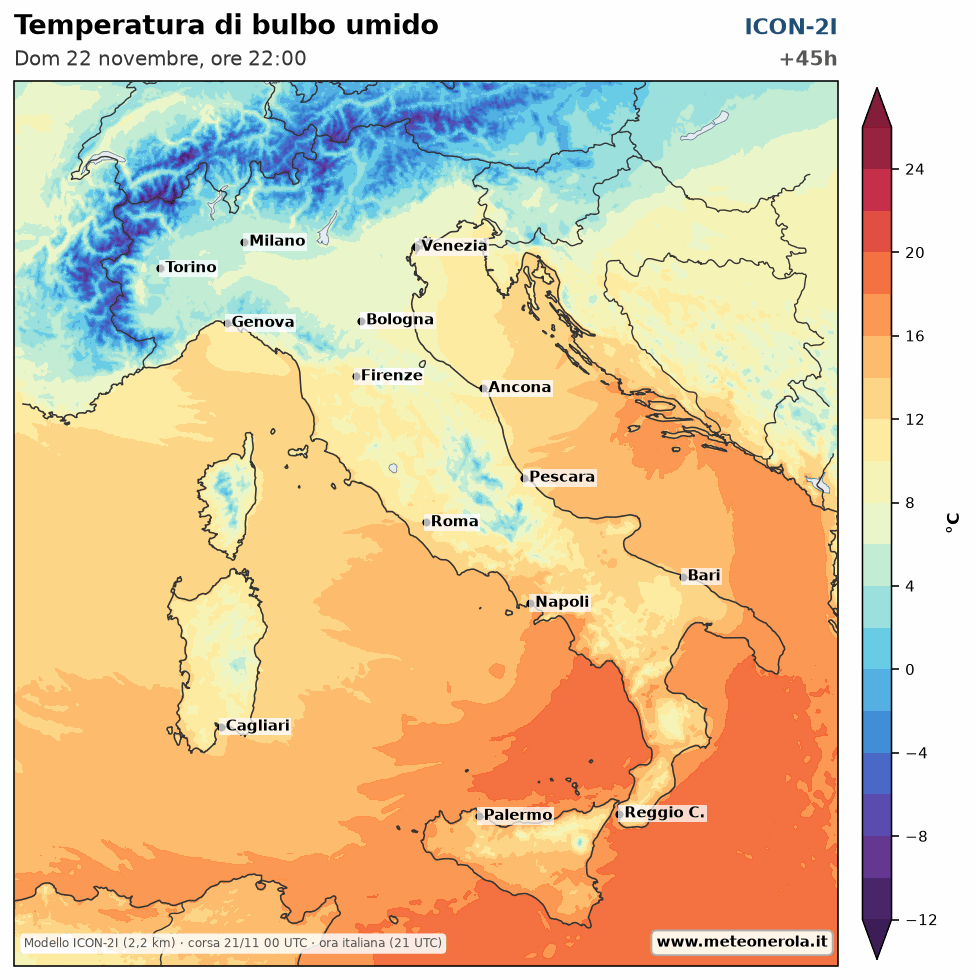 Temperatura di bulbo umido
ICON-2I
Dom 22 novembre, ore 22:00
+45h
Milano
Venezia
Torino
Genova
Bologna
Firenze
Ancona
Pescara
Roma
Bari
Napoli
Cagliari
Palermo
Reggio C.
24
20
16
12
8
4
0
−4
−8
−12
°C
Modello ICON-2I (2,2 km) · corsa 21/11 00 UTC · ora italiana (21 UTC)
www.meteonerola.it